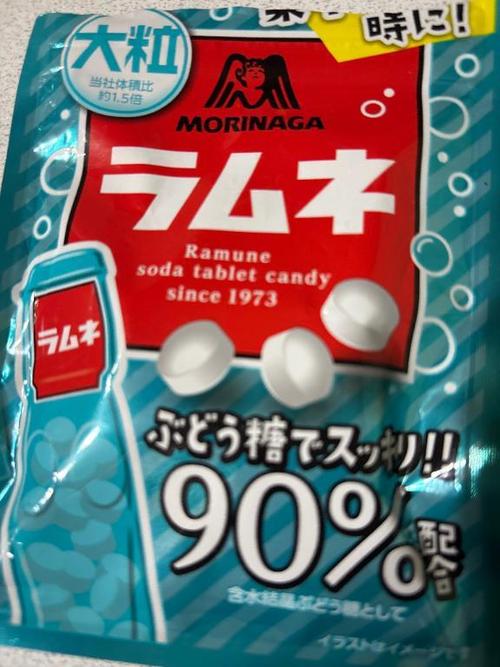 時に!
大粒
当社体積比
約1.5倍
MORINAGA
ラムネ
Ramune
soda tablet candy
since 1973
ラムネ
ぶどう糖でスッキリ!!
90%配合
含水結晶ぶどう糖として
イラストはイメージです